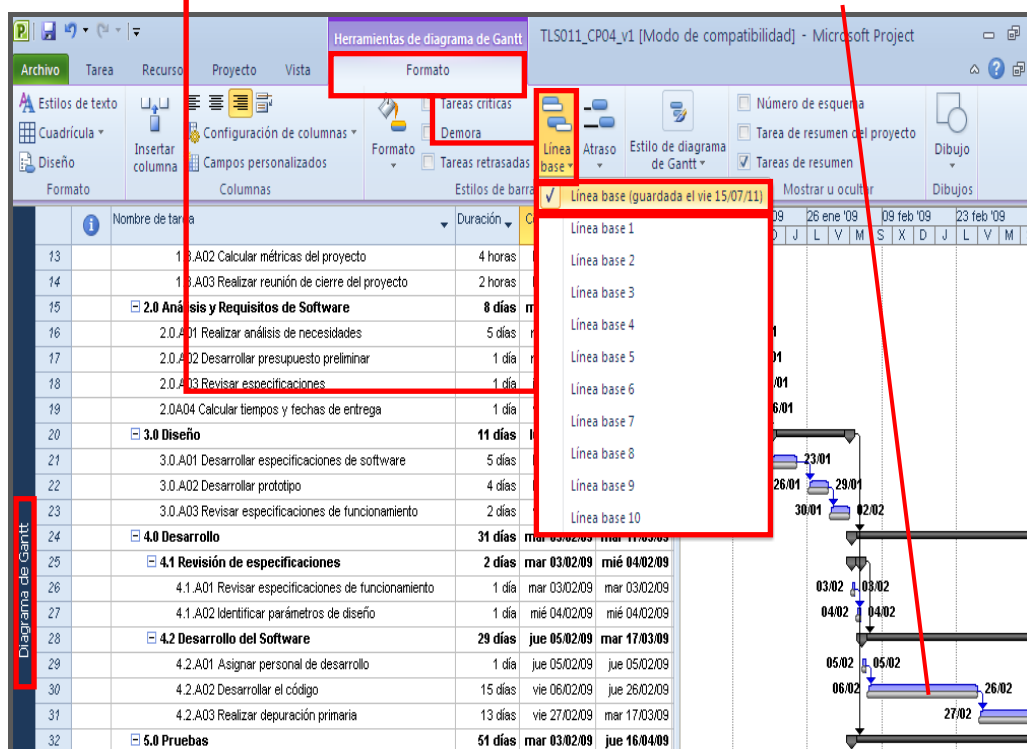 Herramientas de diagrama de Gantt
TLS011_CP04_v1 [Modo de compatibilidad] - Microsoft Project
Archivo Tarea Recurso Proyecto Vista Formato
Estilos de texto
Cuadrícula
Diseño
Formato
Insertar columna
Configuración de columnas
Campos personalizados
Columnas
Formato
Tareas críticas
Demora
Tareas retrasadas
Línea base
Atraso
Estilo de diagrama de Gantt
Estilos de barra
Número de esquema
Tarea de resumen del proyecto
Tareas de resumen
Mostrar u ocultar
Dibujo
Dibujos
Línea base (guardada el vie 15/07/11)
Línea base 1
Línea base 2
Línea base 3
Línea base 4
Línea base 5
Línea base 6
Línea base 7
Línea base 8
Línea base 9
Línea base 10
Nombre de tarea Duración
26 ene '09 09 feb '09 23 feb '09
J L V M S X D J L V M
13 1.3.A02 Calcular métricas del proyecto 4 horas
14 1.3.A03 Realizar reunión de cierre del proyecto 2 horas
15 2.0 Análisis y Requisitos de Software 8 días
16 2.0.A01 Realizar análisis de necesidades 5 días
17 2.0.A02 Desarrollar presupuesto preliminar 1 día
18 2.0.A03 Revisar especificaciones 1 día
19 2.0A04 Calcular tiempos y fechas de entrega 1 día
20 3.0 Diseño 11 días
21 3.0.A01 Desarrollar especificaciones de software 5 días 23/01
22 3.0.A02 Desarrollar prototipo 4 días 26/01 29/01
23 3.0.A03 Revisar especificaciones de funcionamiento 2 días 30/01 02/02
24 4.0 Desarrollo 31 días mar 03/02/09 mar 17/03/09
25 4.1 Revisión de especificaciones 2 días mar 03/02/09 mié 04/02/09
26 4.1.A01 Revisar especificaciones de funcionamiento 1 día mar 03/02/09 mar 03/02/09 03/02 03/02
27 4.1.A02 Identificar parámetros de diseño 1 día mié 04/02/09 mié 04/02/09 04/02 04/02
28 4.2 Desarrollo del Software 29 días jue 05/02/09 mar 17/03/09
29 4.2.A01 Asignar personal de desarrollo 1 día jue 05/02/09 jue 05/02/09 05/02 05/02
30 4.2.A02 Desarrollar el código 15 días vie 06/02/09 jue 26/02/09 06/02 26/02
31 4.2.A03 Realizar depuración primaria 13 días vie 27/02/09 mar 17/03/09 27/02
32 5.0 Pruebas 51 días mar 03/02/09 jue 16/04/09
Diagrama de Gantt